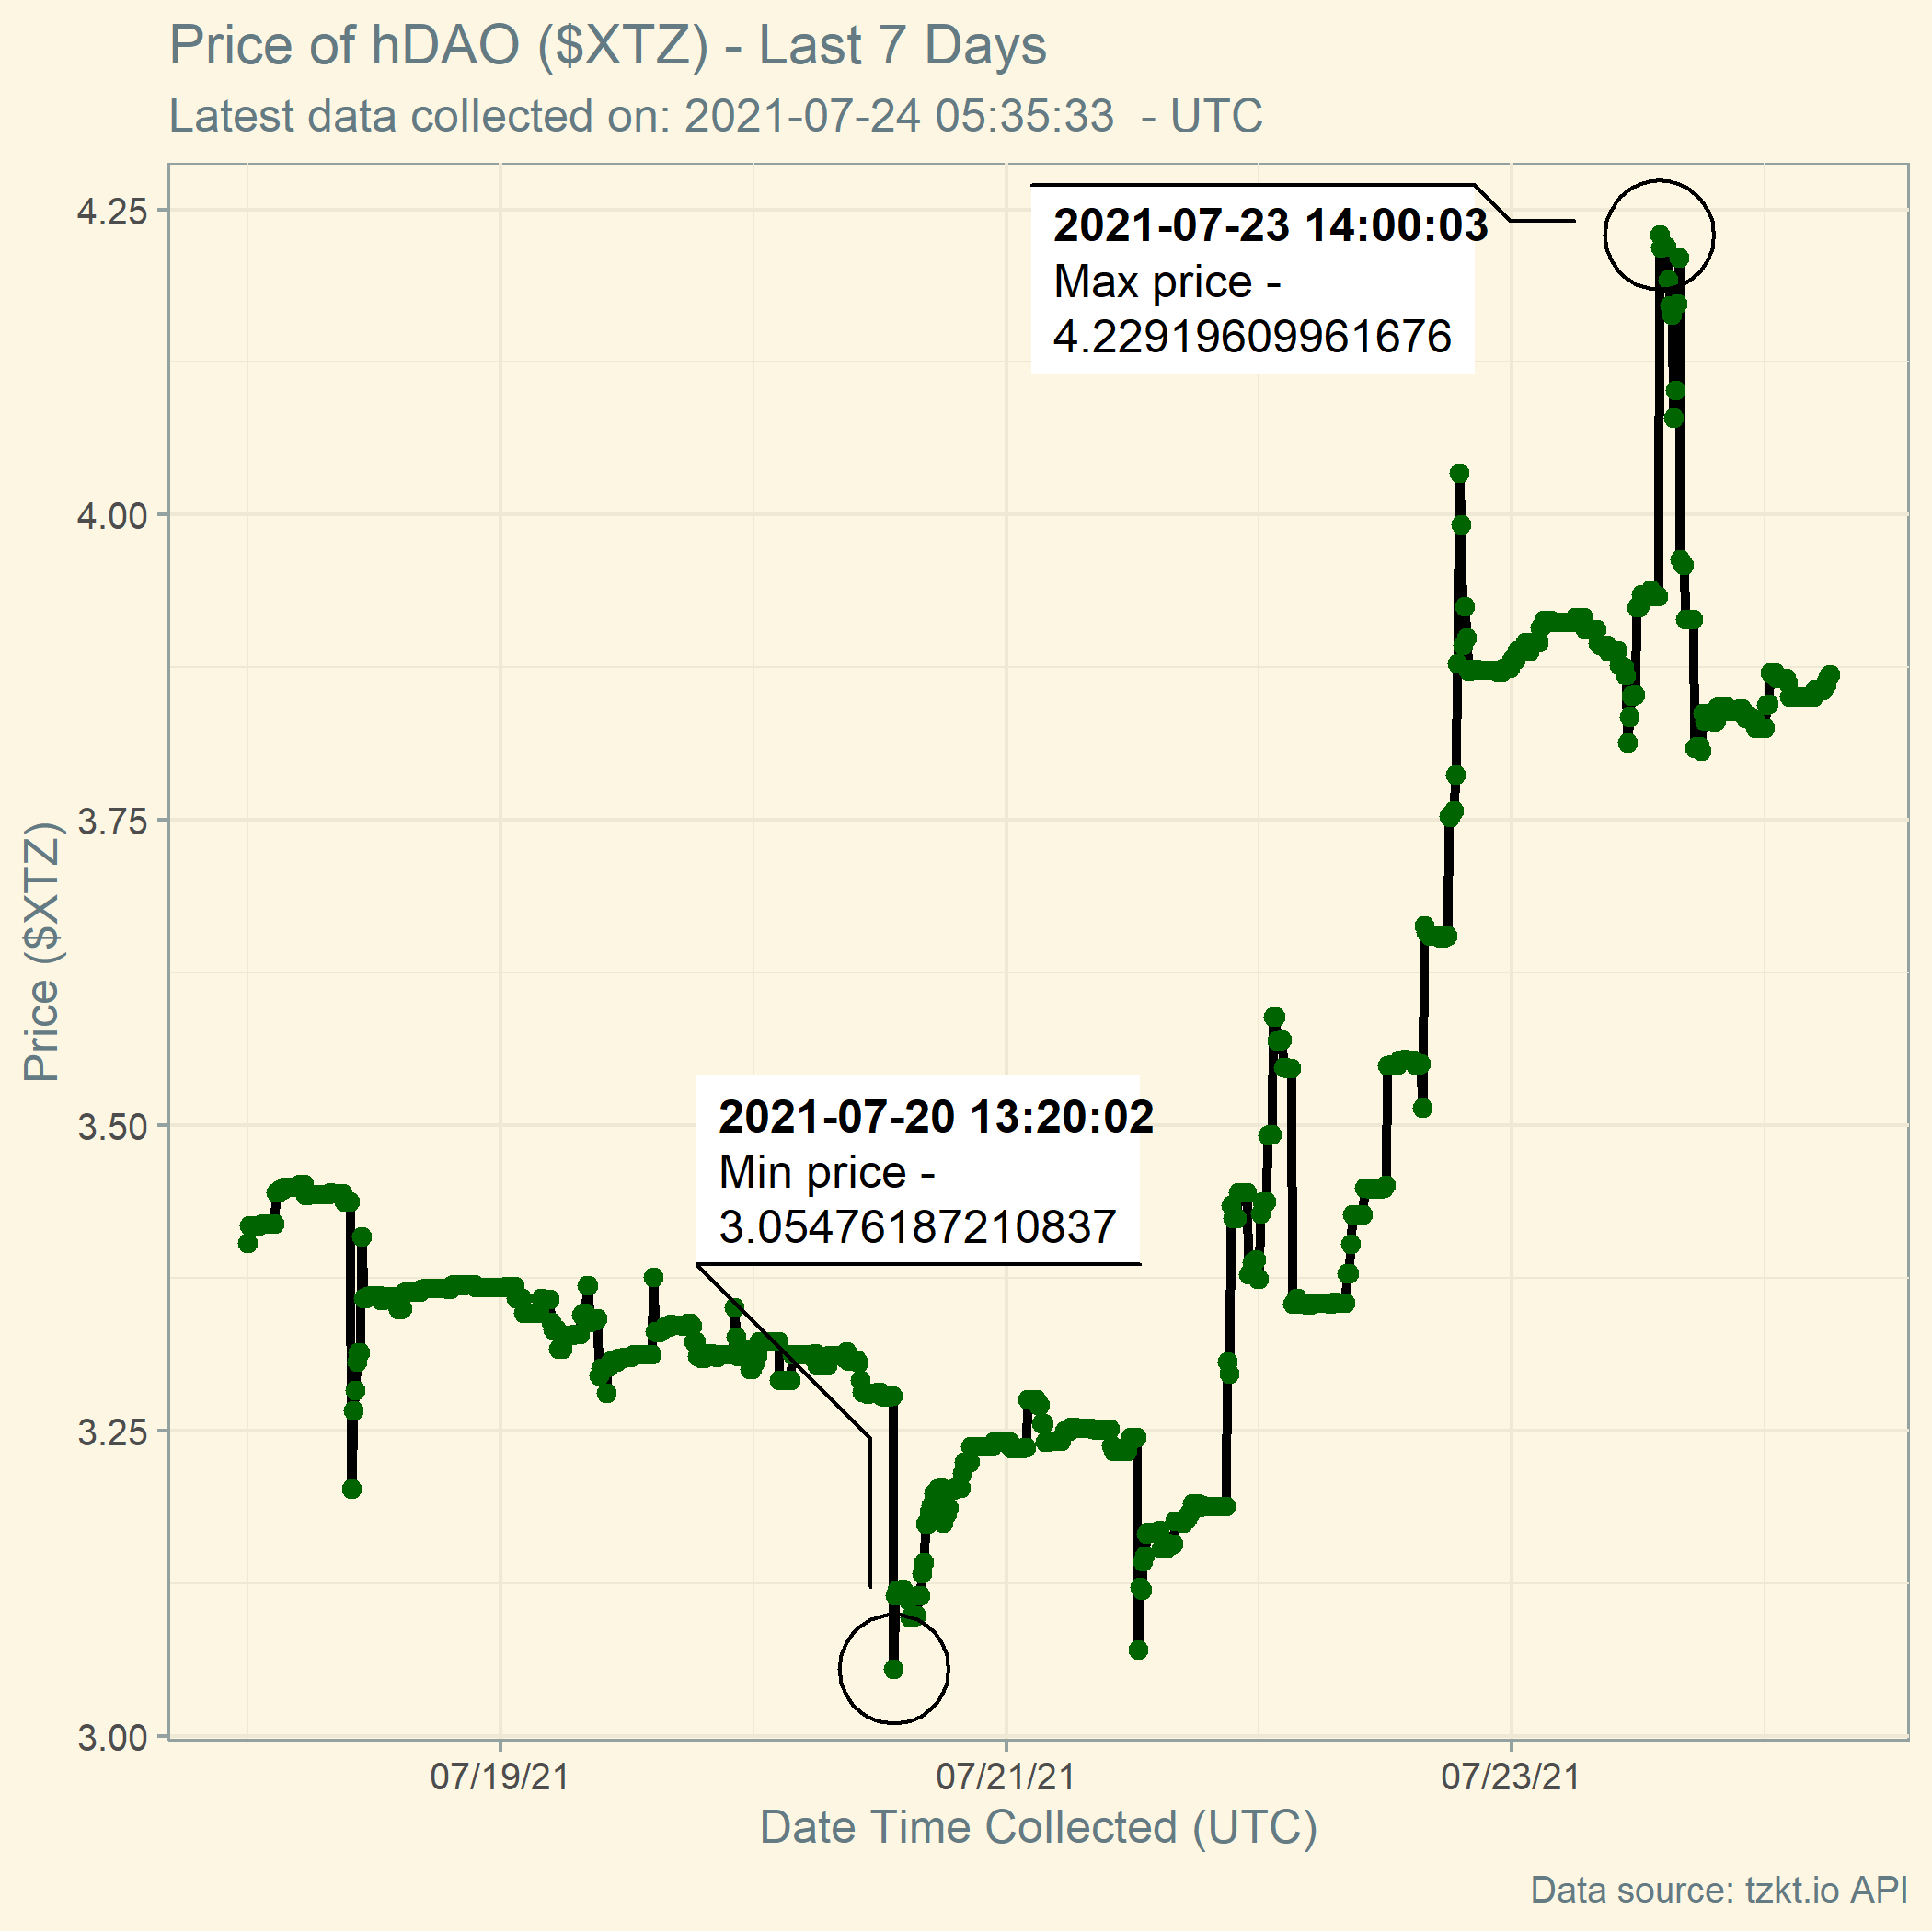 Price of hDAO ($XTZ) - Last 7 Days
Latest data collected on: 2021-07-24 05:35:33  - UTC
4.25
4.00
3.75
3.50
3.25
3.00
Price ($XTZ)
2021-07-23 14:00:03
Max price -
4.22919609961676
2021-07-20 13:20:02
Min price -
3.05476187210837
07/19/21
07/21/21
07/23/21
Date Time Collected (UTC)
Data source: tzkt.io API